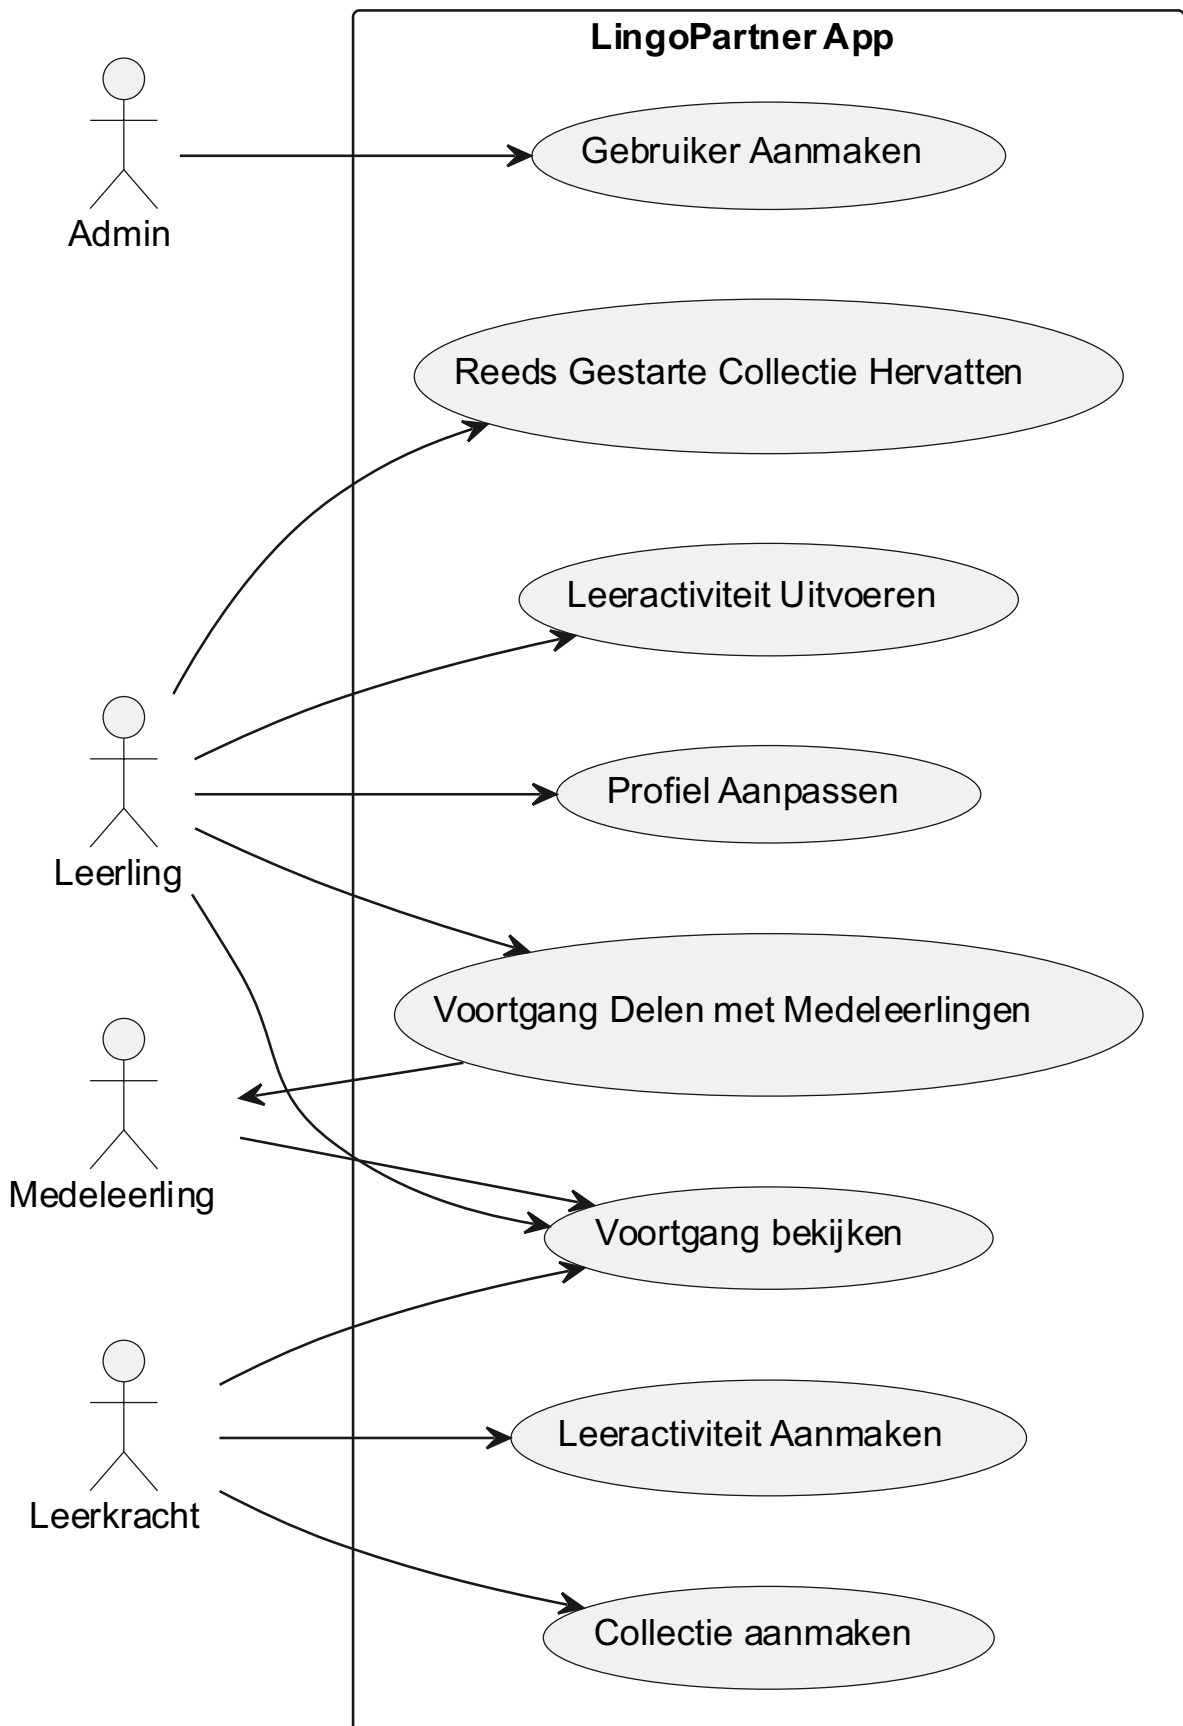 LingoPartner App
Admin
Gebruiker Aanmaken
Reeds Gestarte Collectie Hervatten
Leeractiviteit Uitvoeren
Leerling
Profiel Aanpassen
Voortgang Delen met Medeleerlingen
Medeleerling
Voortgang bekijken
Leerkracht
Leeractiviteit Aanmaken
Collectie aanmaken